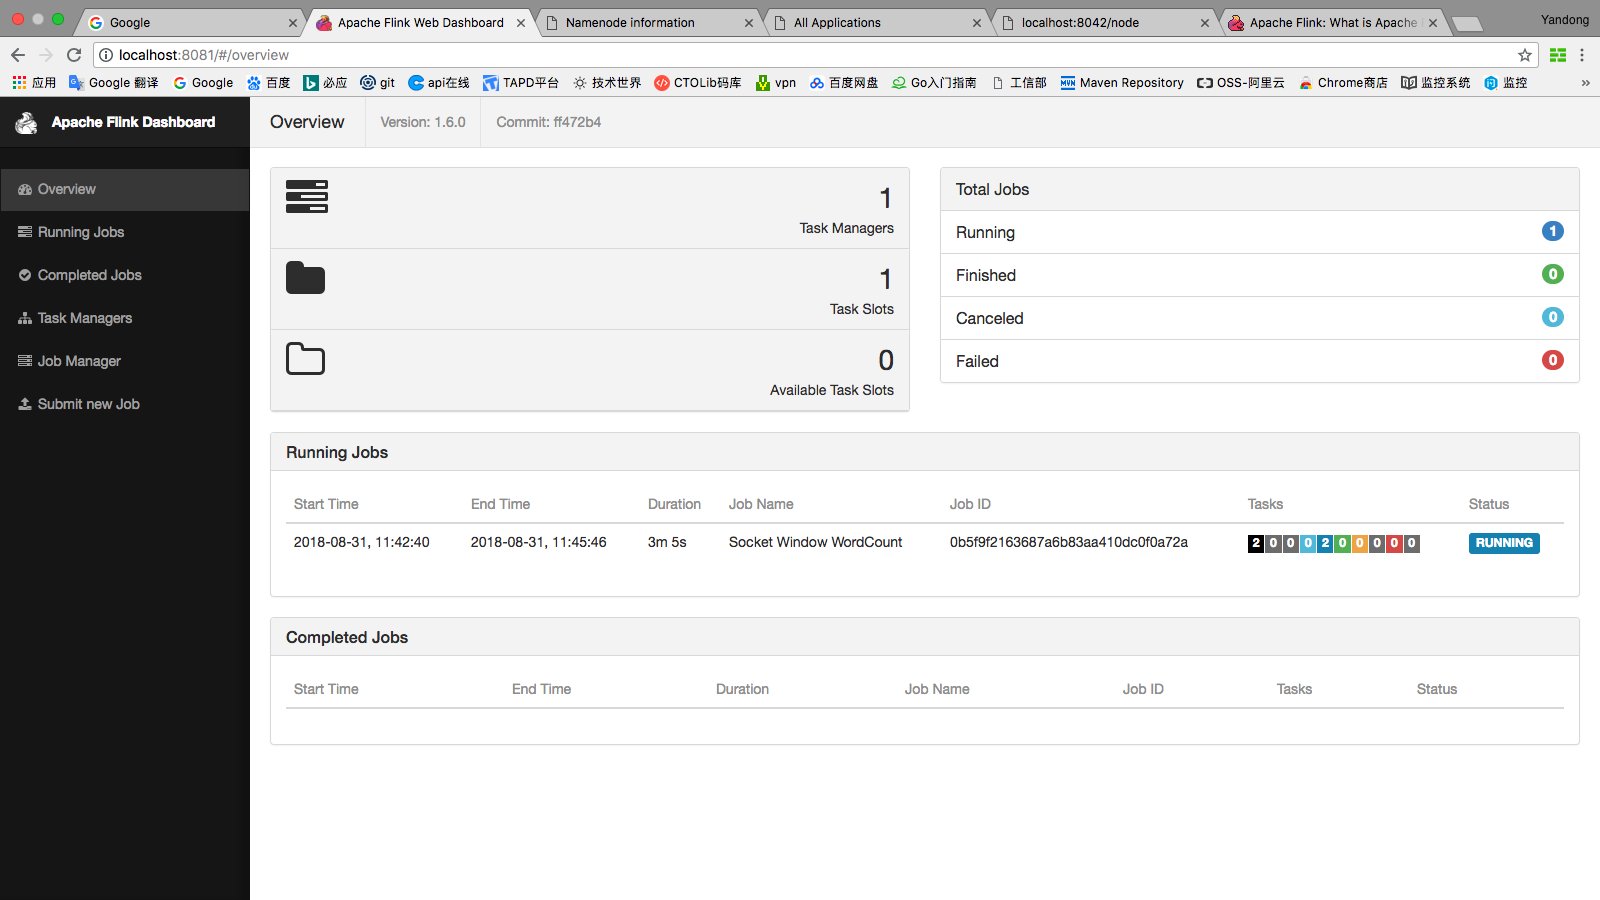 Google
Apache Flink Web Dashboard
Namenode information
All Applications
localhost:8042/node
Apache Flink: What is Apache
Yandong
localhost:8081/#/overview
应用 Google 翻译 Google 百度 必应 git api在线 TAPD平台 技术世界 CTOLib码库 vpn 百度网盘 Go入门指南 工信部 Maven Repository OSS-阿里云 Chrome商店 监控系统 监控 »
Apache Flink Dashboard
Overview
Version: 1.6.0
Commit: ff472b4
Overview
Running Jobs
Completed Jobs
Task Managers
Job Manager
Submit new Job
1
Task Managers
1
Task Slots
0
Available Task Slots
Total Jobs
Running 1
Finished 0
Canceled 0
Failed 0
Running Jobs
Start Time End Time Duration Job Name Job ID Tasks Status
2018-08-31, 11:42:40 2018-08-31, 11:45:46 3m 5s Socket Window WordCount 0b5f9f2163687a6b83aa410dc0f0a72a 2 0 0 0 2 0 0 0 0 0 RUNNING
Completed Jobs
Start Time End Time Duration Job Name Job ID Tasks Status